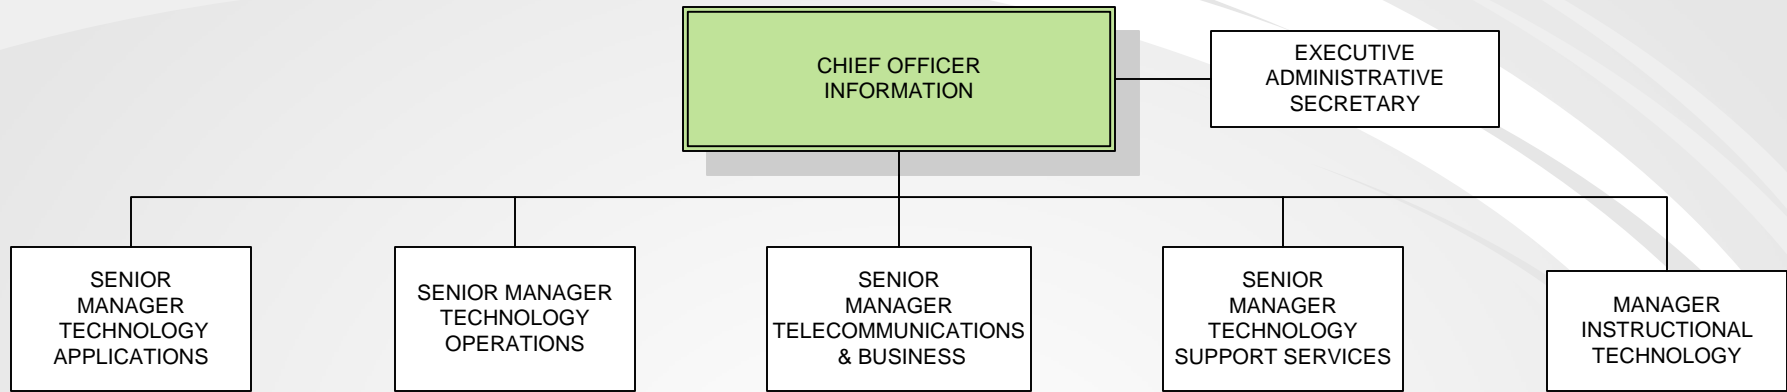 CHIEF OFFICER
INFORMATION
EXECUTIVE
ADMINISTRATIVE
SECRETARY
SENIOR
MANAGER
TECHNOLOGY
APPLICATIONS
SENIOR MANAGER
TECHNOLOGY
OPERATIONS
SENIOR
MANAGER
TELECOMMUNICATIONS
& BUSINESS
SENIOR
MANAGER
TECHNOLOGY
SUPPORT SERVICES
MANAGER
INSTRUCTIONAL
TECHNOLOGY